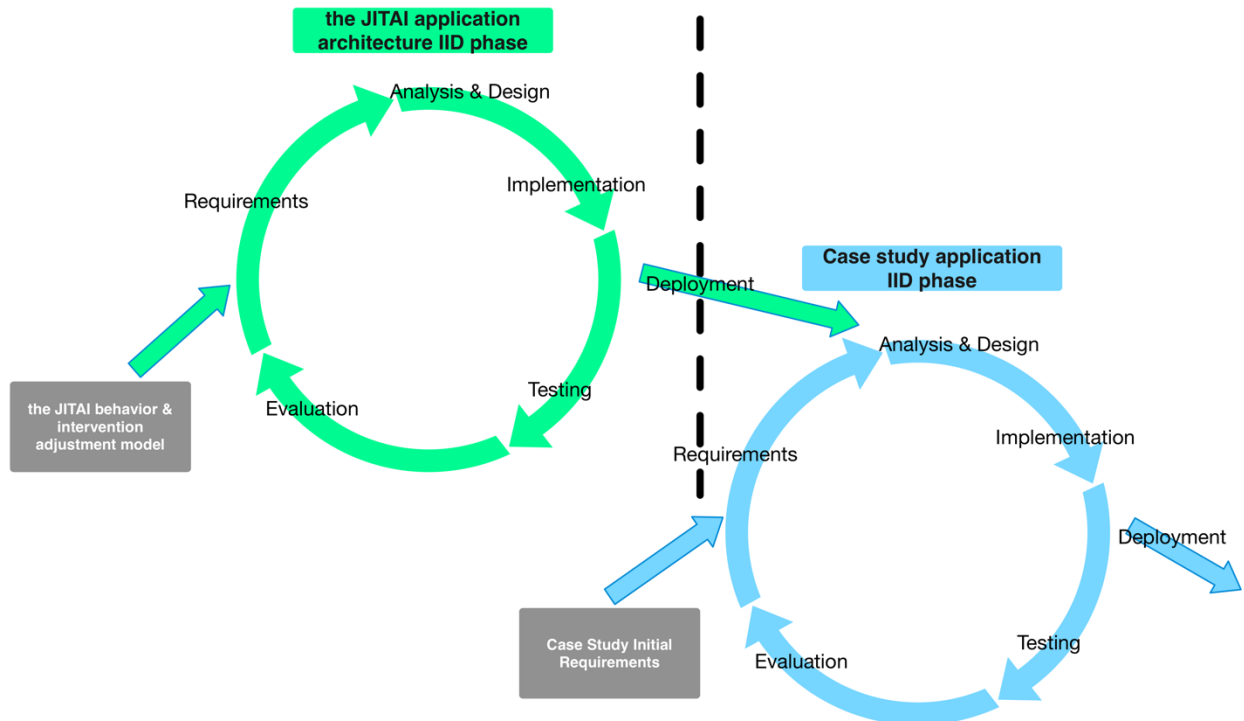 the JITAI application
architecture IID phase
Analysis & Design
Implementation
Requirements
Deployment
Testing
Evaluation
the JITAI behavior &
intervention
adjustment model
Case study application
IID phase
Analysis & Design
Implementation
Requirements
Deployment
Testing
Evaluation
Case Study Initial
Requirements